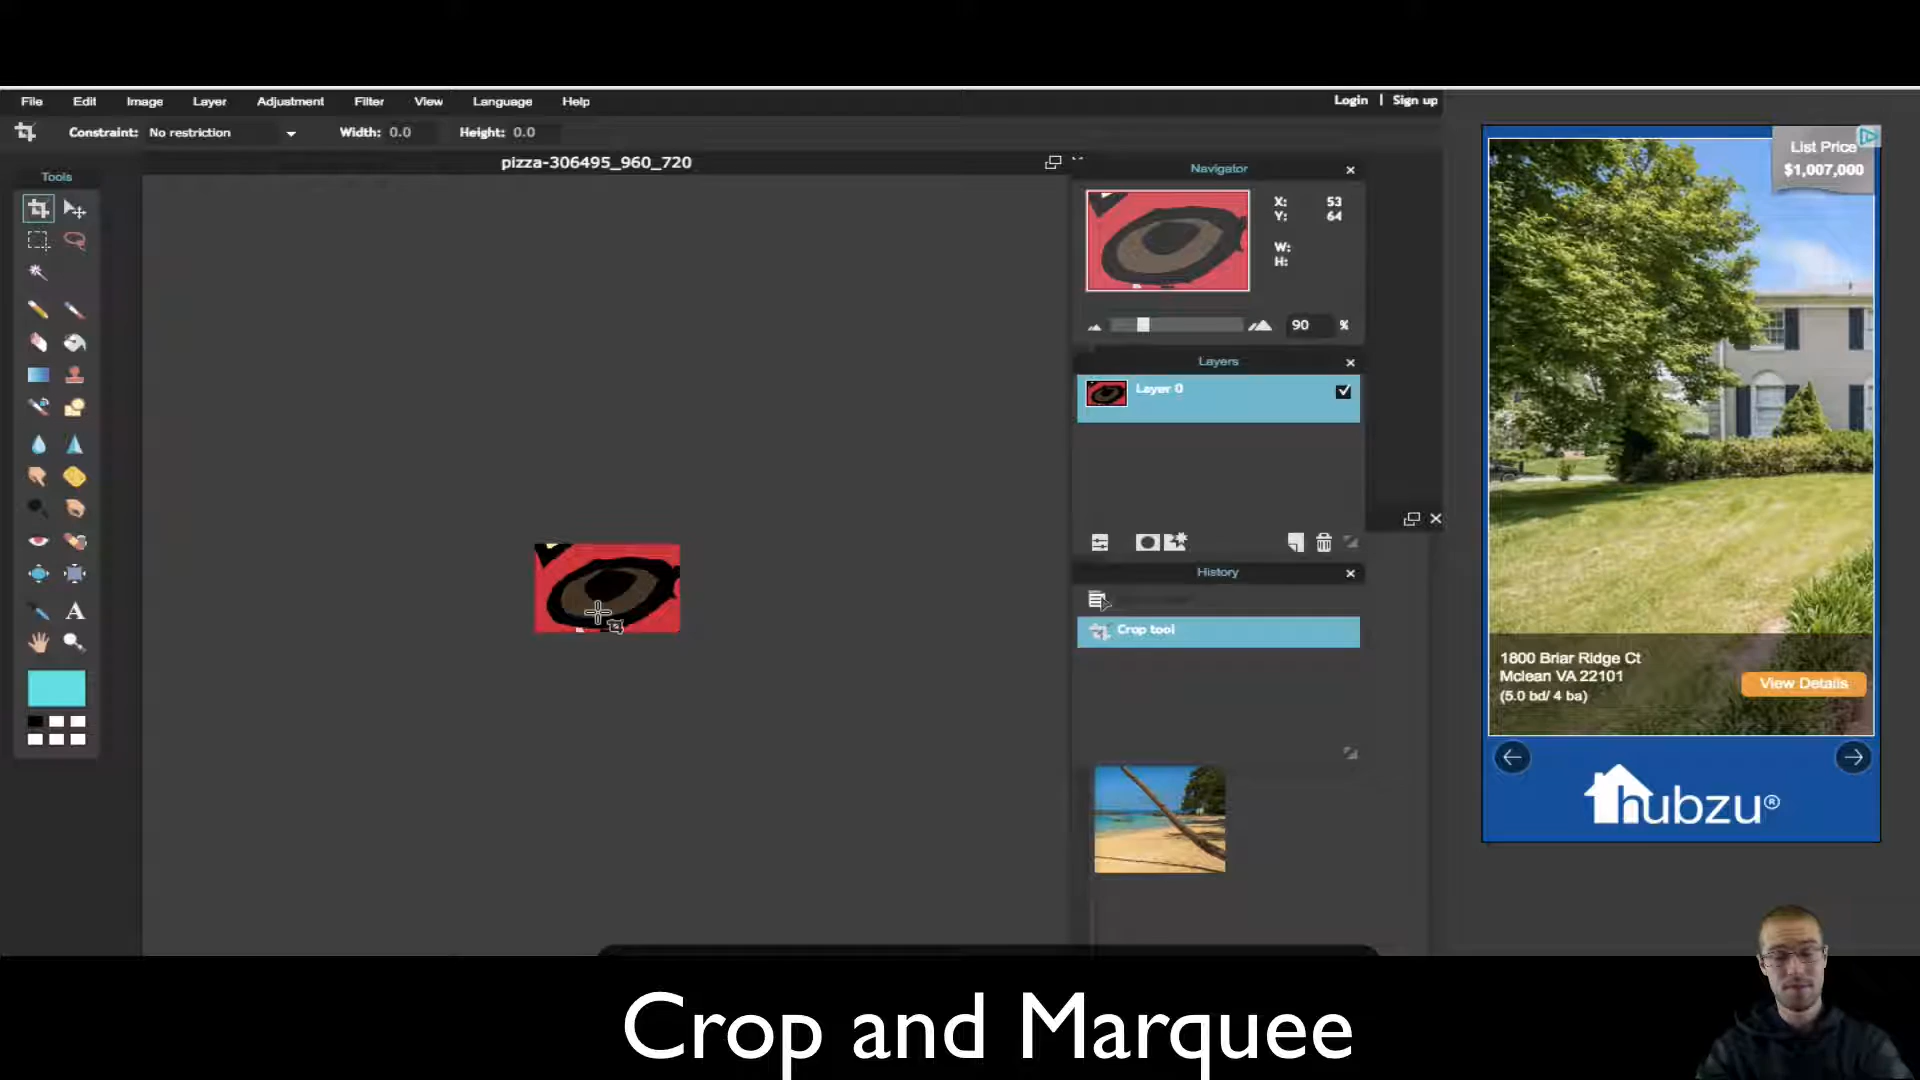 File Edit Image Layer Adjustment Filter View Language Help
Login | Sign up
Constraint: No restriction Width: 0.0 Height: 0.0
pizza-306495_960_720
Tools
Navigator
X: 53
Y: 64
W:
H:
90 %
Layers
Layer 0
History
Crop tool
A
List Price
$1,007,000
1800 Briar Ridge Ct
Mclean VA 22101
(5.0 bd/ 4 ba)
View Details
hubzu®
Crop and Marquee